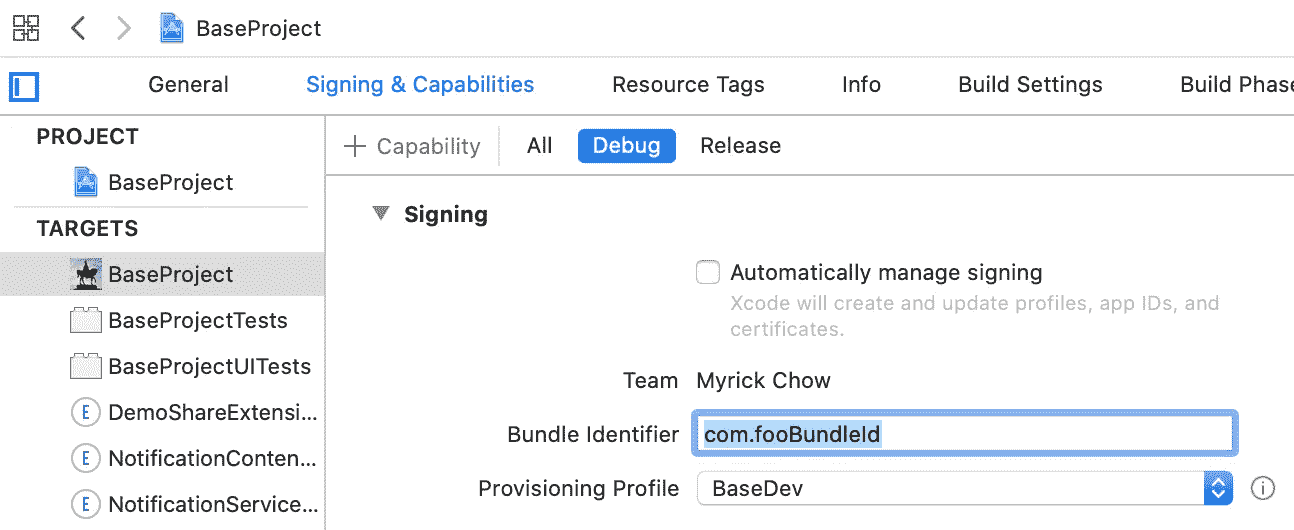 BaseProject
General Signing & Capabilities Resource Tags Info Build Settings Build Phase
PROJECT
BaseProject
TARGETS
BaseProject
BaseProjectTests
BaseProjectUITests
E DemoShareExtensi...
E NotificationConten...
E NotificationService...
+ Capability All Debug Release
Signing
Automatically manage signing
Xcode will create and update profiles, app IDs, and
certificates.
Team Myrick Chow
Bundle Identifier com.fooBundleId
Provisioning Profile BaseDev